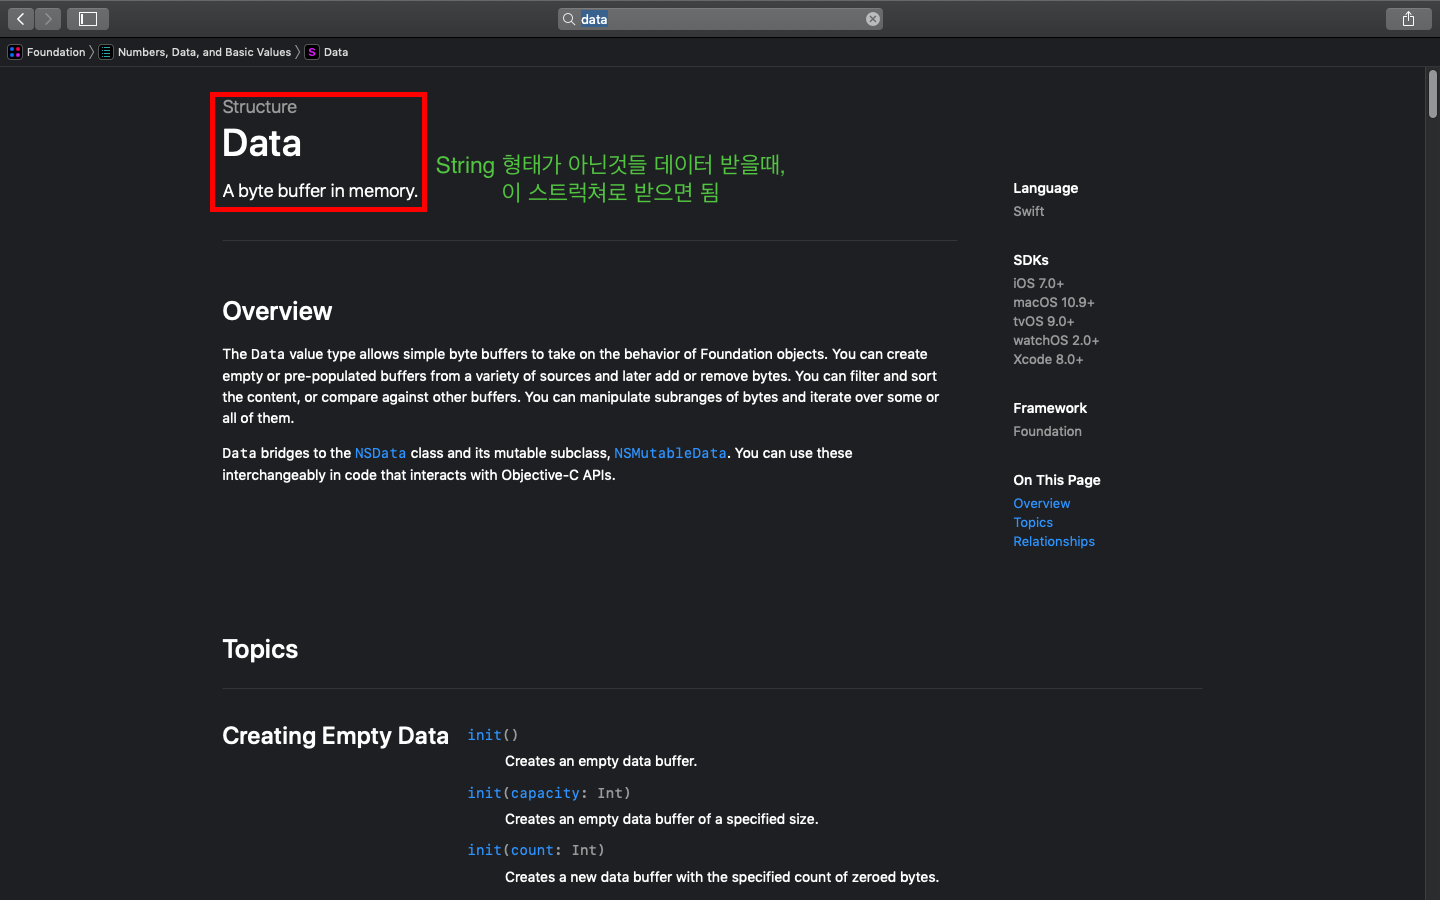 data
Foundation 〉 Numbers, Data, and Basic Values 〉 S Data
Structure
Data
A byte buffer in memory.
String 형태가 아닌것들 데이터 받을때,
이 스트럭쳐로 받으면 됨
Overview
The Data value type allows simple byte buffers to take on the behavior of Foundation objects. You can create
empty or pre-populated buffers from a variety of sources and later add or remove bytes. You can filter and sort
the content, or compare against other buffers. You can manipulate subranges of bytes and iterate over some or
all of them.
Data bridges to the NSData class and its mutable subclass, NSMutableData. You can use these
interchangeably in code that interacts with Objective-C APIs.
Language
Swift
SDKs
iOS 7.0+
macOS 10.9+
tvOS 9.0+
watchOS 2.0+
Xcode 8.0+
Framework
Foundation
On This Page
Overview
Topics
Relationships
Topics
Creating Empty Data
init()
Creates an empty data buffer.
init(capacity: Int)
Creates an empty data buffer of a specified size.
init(count: Int)
Creates a new data buffer with the specified count of zeroed bytes.